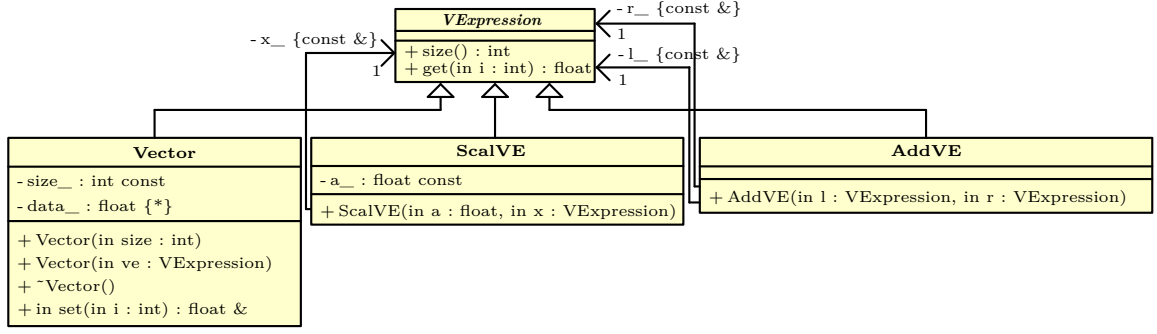 VExpression
- r_ {const &}
1
- x_ {const &}
1
+ size() : int
+ get(in i : int) : float
- l_ {const &}
1
Vector
- size_ : int const
- data_ : float {*}
+ Vector(in size : int)
+ Vector(in ve : VExpression)
+ ~Vector()
+ in set(in i : int) : float &
ScalVE
- a_ : float const
+ ScalVE(in a : float, in x : VExpression)
AddVE
+ AddVE(in l : VExpression, in r : VExpression)